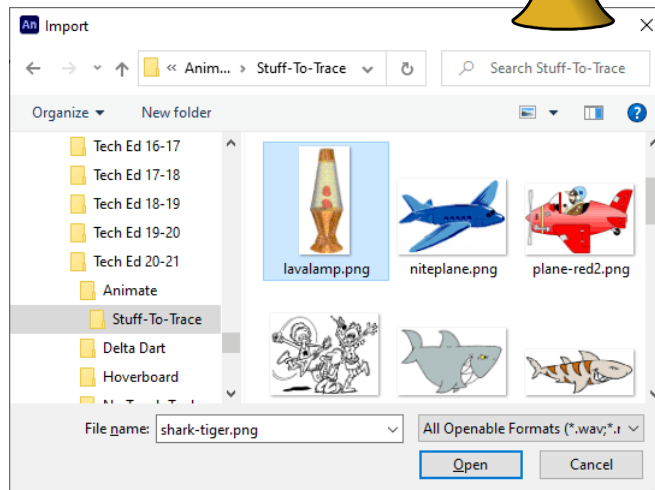 An Import
« Anim... > Stuff-To-Trace
Search Stuff-To-Trace
Organize
New folder
Tech Ed 16-17
Tech Ed 17-18
Tech Ed 18-19
Tech Ed 19-20
Tech Ed 20-21
Animate
Stuff-To-Trace
Delta Dart
Hoverboard
lavalamp.png
niteplane.png
plane-red2.png
File name: shark-tiger.png
All Openable Formats (*.wav;*.r
Open
Cancel